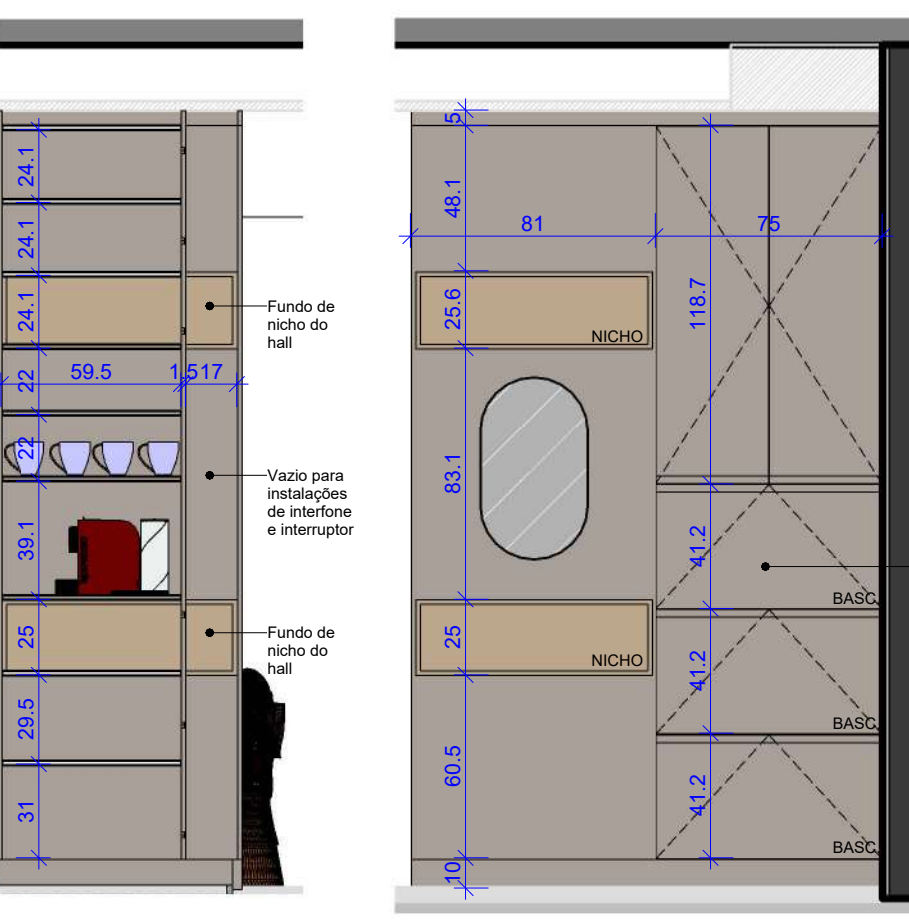 24.1
24.1
24.1
22
59.5
1.5
17
22
39.1
25
29.5
31
Fundo de
nicho do
hall
Vazio para
instalações
de interfone
e interruptor
Fundo de
nicho do
hall
5
48.1
81
75
25.6
118.7
NICHO
83.1
41.2
BASC.
25
NICHO
41.2
BASC.
60.5
41.2
BASC.
10